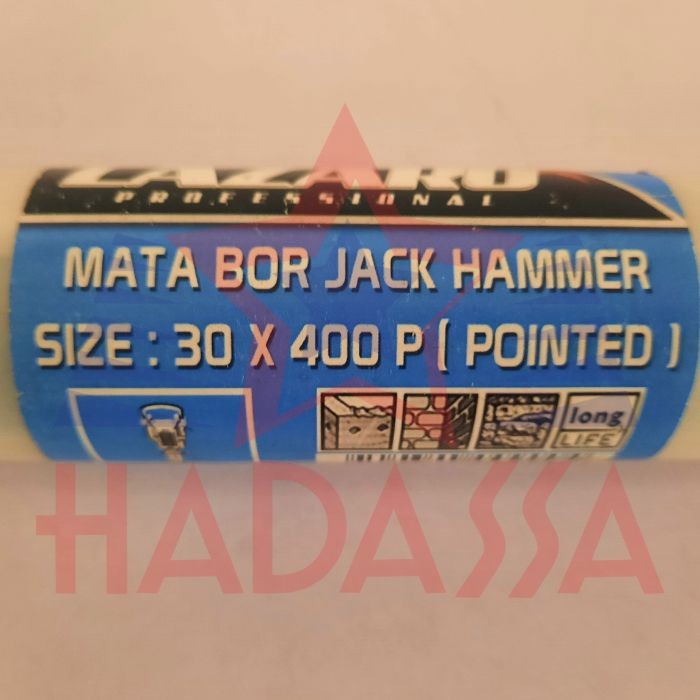 LAZARO
PROFESSIONAL
MATA BOR JACK HAMMER
SIZE : 30 X 400 P ( POINTED )
long
LIFE
HADASSA